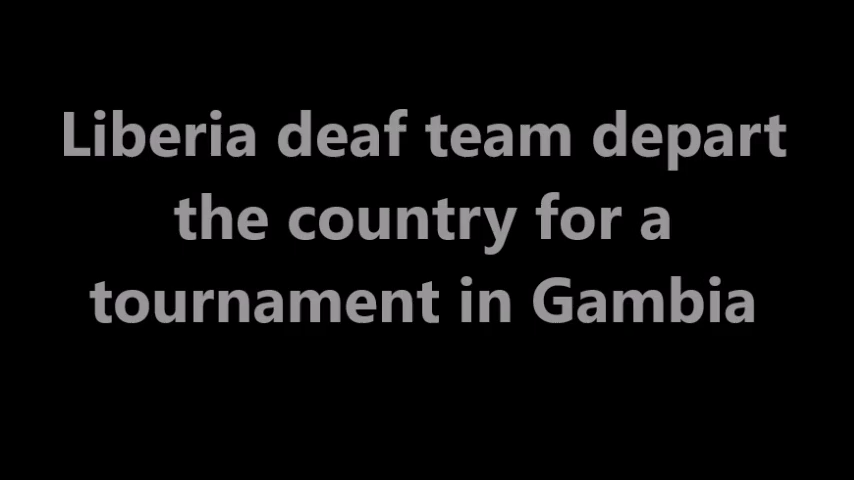 Liberia deaf team depart
the country for a
tournament in Gambia